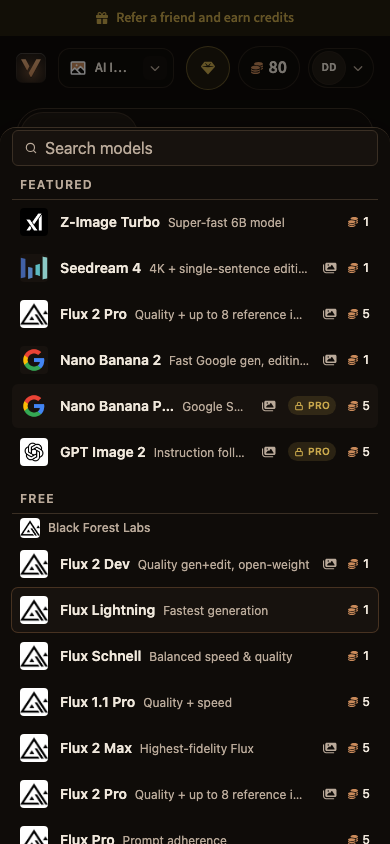 Refer a friend and earn credits
AI I...
80
DD
Search models
FEATURED
Z-Image Turbo Super-fast 6B model 1
Seedream 4 4K + single-sentence editi... 1
Flux 2 Pro Quality + up to 8 reference i... 5
Nano Banana 2 Fast Google gen, editin... 1
Nano Banana P... Google S... PRO 5
GPT Image 2 Instruction foll... PRO 5
FREE
Black Forest Labs
Flux 2 Dev Quality gen+edit, open-weight 1
Flux Lightning Fastest generation 1
Flux Schnell Balanced speed & quality 1
Flux 1.1 Pro Quality + speed 5
Flux 2 Max Highest-fidelity Flux 5
Flux 2 Pro Quality + up to 8 reference i... 5
Flux Pro Prompt adherence 5